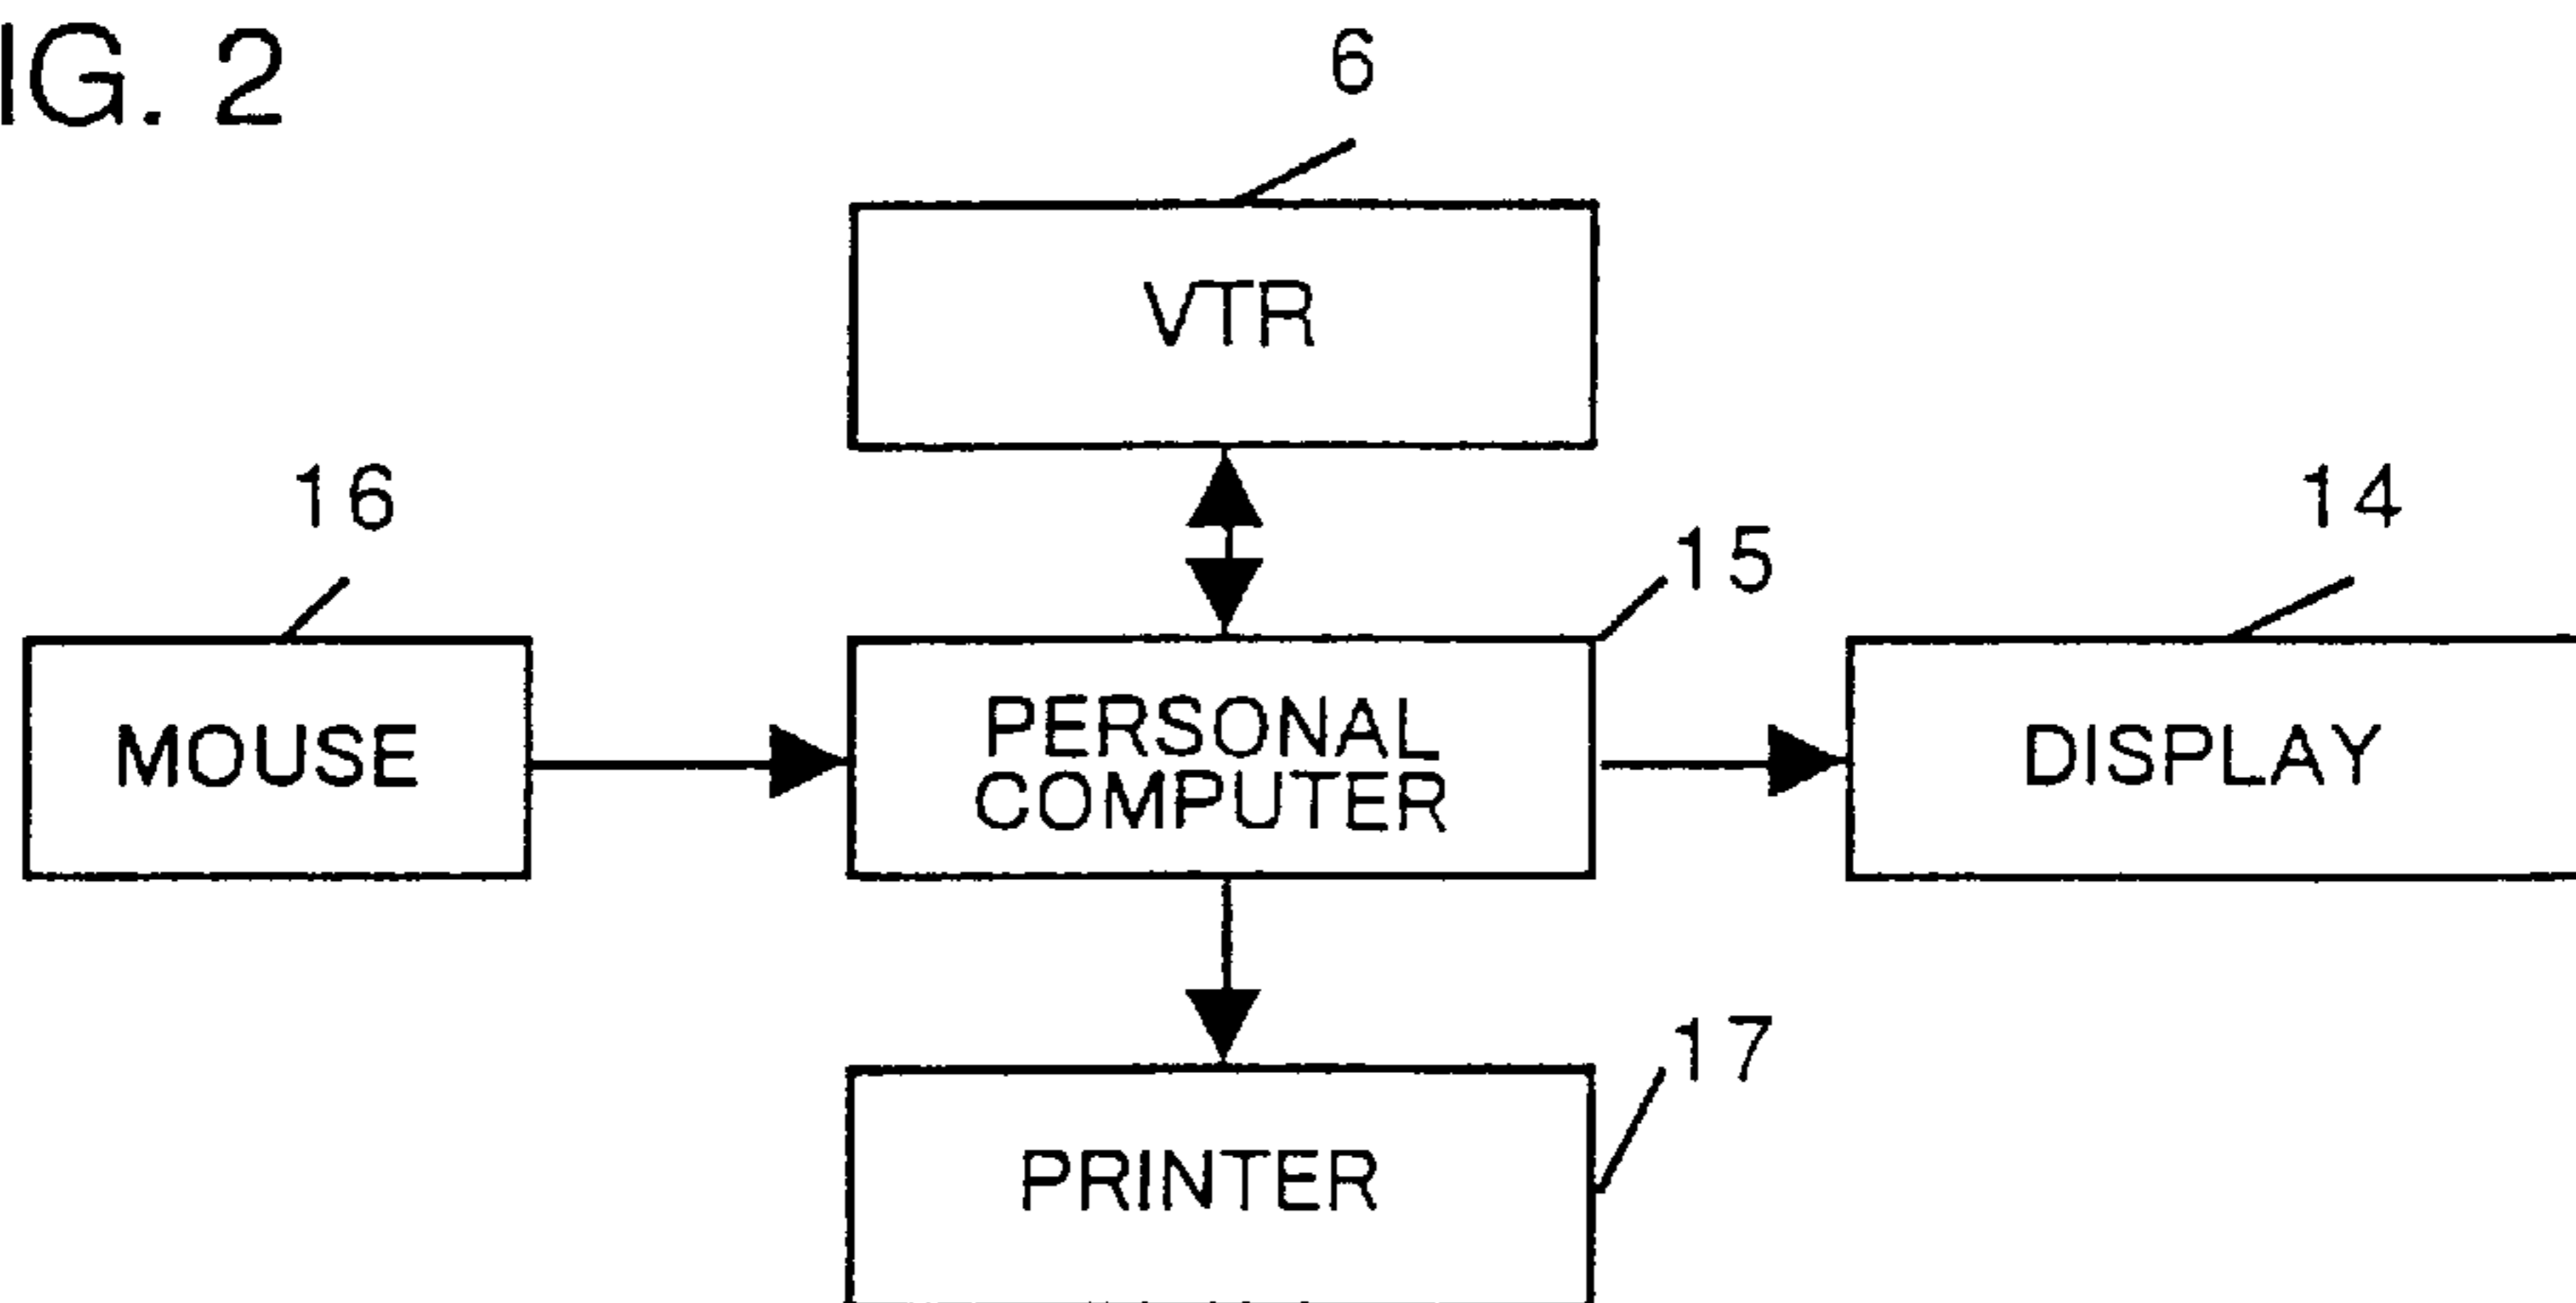 IG. 2
6
VTR
16
15
14
MOUSE
PERSONAL
COMPUTER
DISPLAY
17
PRINTER